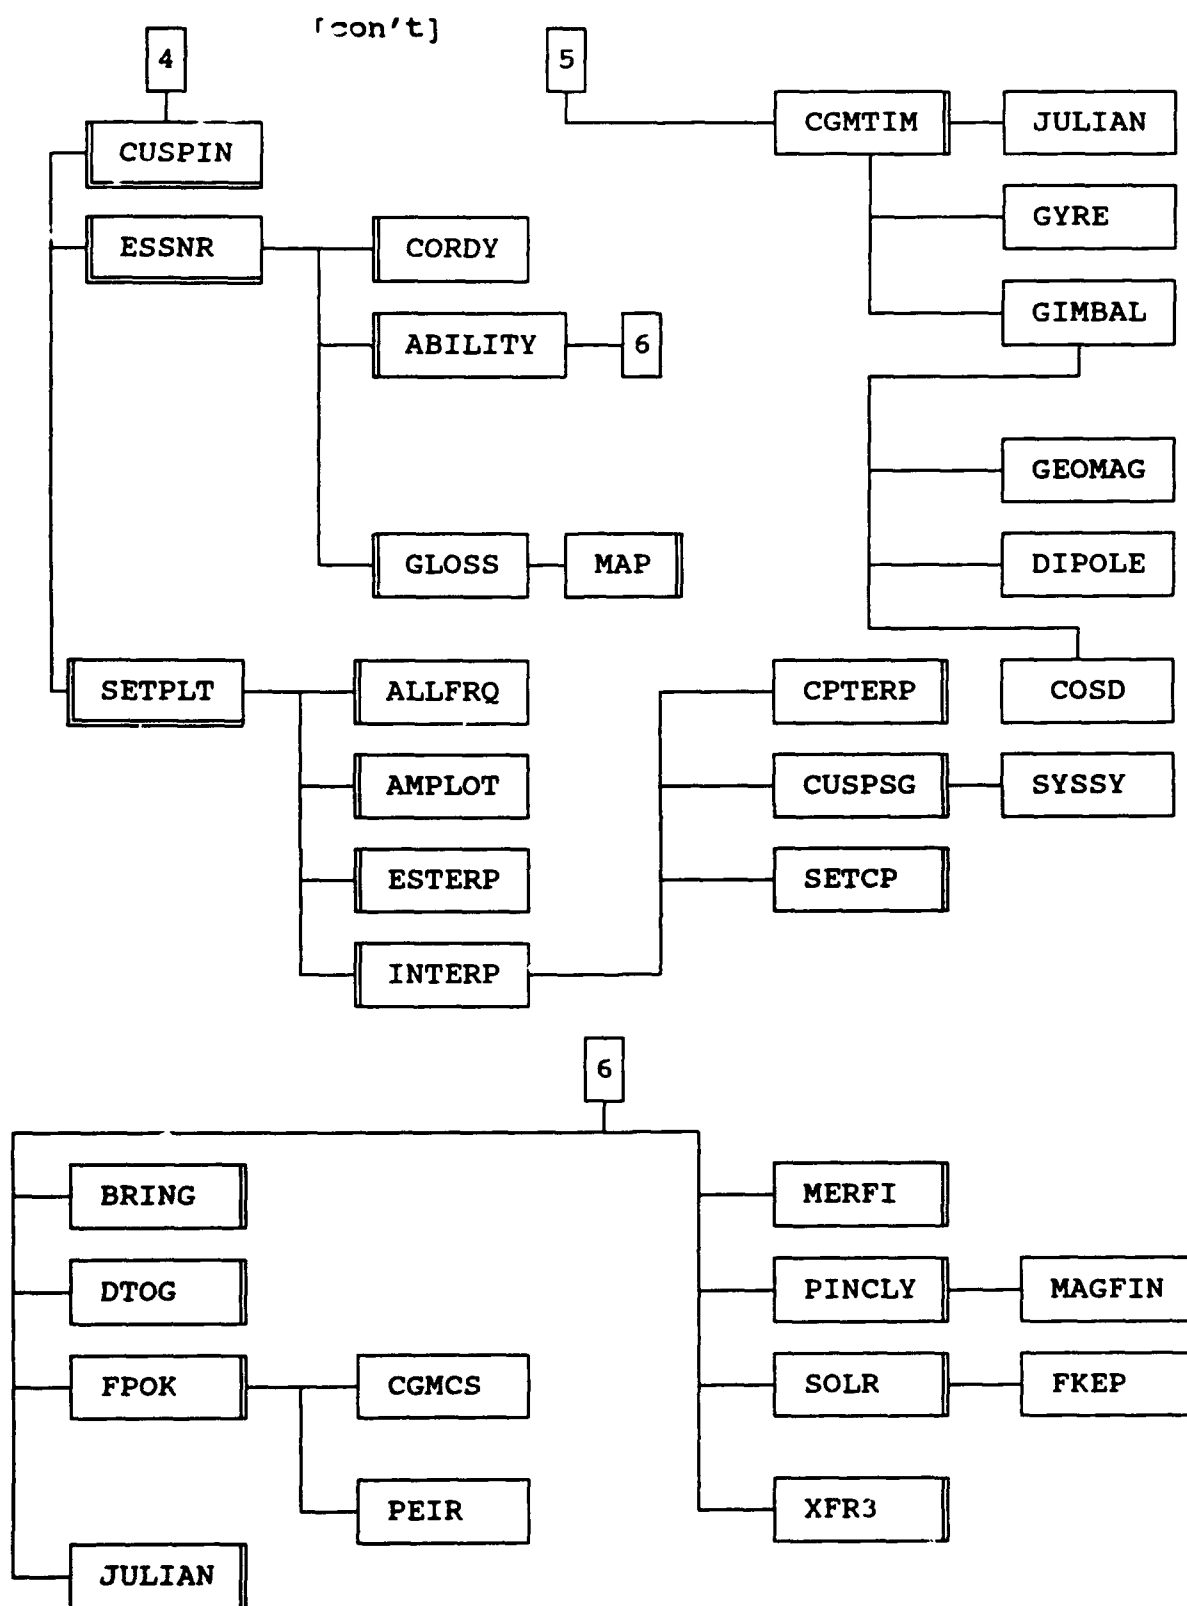 [con't]
4
5
CGMTIM JULIAN
CUSPIN
GYRE
ESSNR CORDY
GIMBAL
ABILITY 6
GEOMAG
GLOSS MAP DIPOLE
SETPLT ALLFRQ CPTERP COSD
AMPLOT CUSPSG SYSSY
ESTERP SETCP
INTERP
6
BRING MERFI
DTOG PINCLY MAGFIN
FPOK CGMCS SOLR FKEP
PEIR XFR3
JULIAN